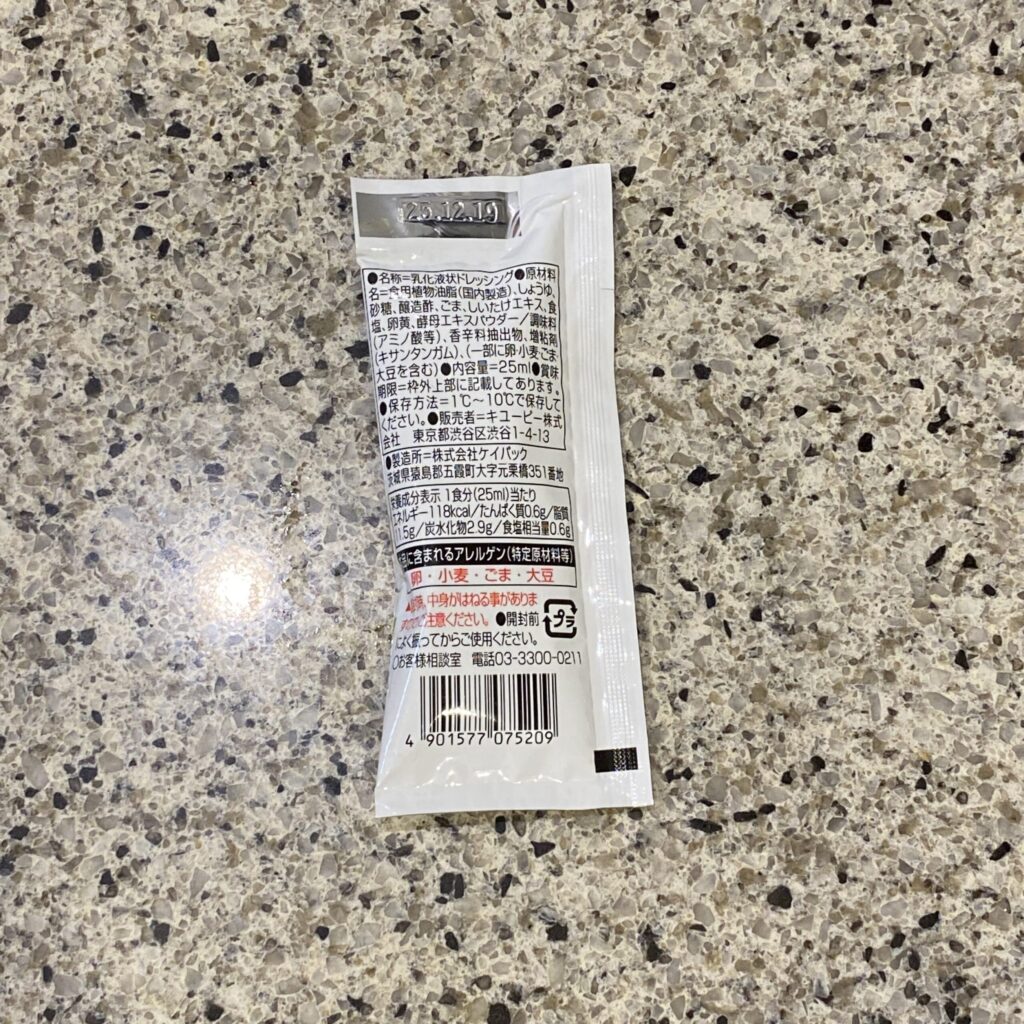 25.12.19
●名称=乳化液状ドレッシング●原材料
名=食用植物油脂(国内製造)、しょうゆ、
砂糖、醸造酢、ごま、しいたけエキス、食
塩、卵黄、酵母エキスパウダー/調味料
(アミノ酸等)、香辛料抽出物、増粘剤
(キサンタンガム)、(一部に卵・小麦・ごま・
大豆を含む)●内容量=25ml●賞味
期限=枠外上部に記載してあります。
●保存方法=1℃～10℃で保存して
ください。●販売者=キユーピー株式
会社 東京都渋谷区渋谷1-4-13
●製造所=株式会社ケイパック
茨城県猿島郡五霞町大字元栗橋351番地
栄養成分表示 1食分(25ml)当たり
エネルギー118kcal/たんぱく質0.6g/脂質
1.5g/炭水化物2.9g/食塩相当量0.6g
に含まれるアレルゲン(特定原材料等)
卵・小麦・ごま・大豆
中身がはねる事がありま
ご注意ください。●開封前
によく振ってからご使用ください。
○お客様相談室 電話03-3300-0211
プラ
4 901577 075209